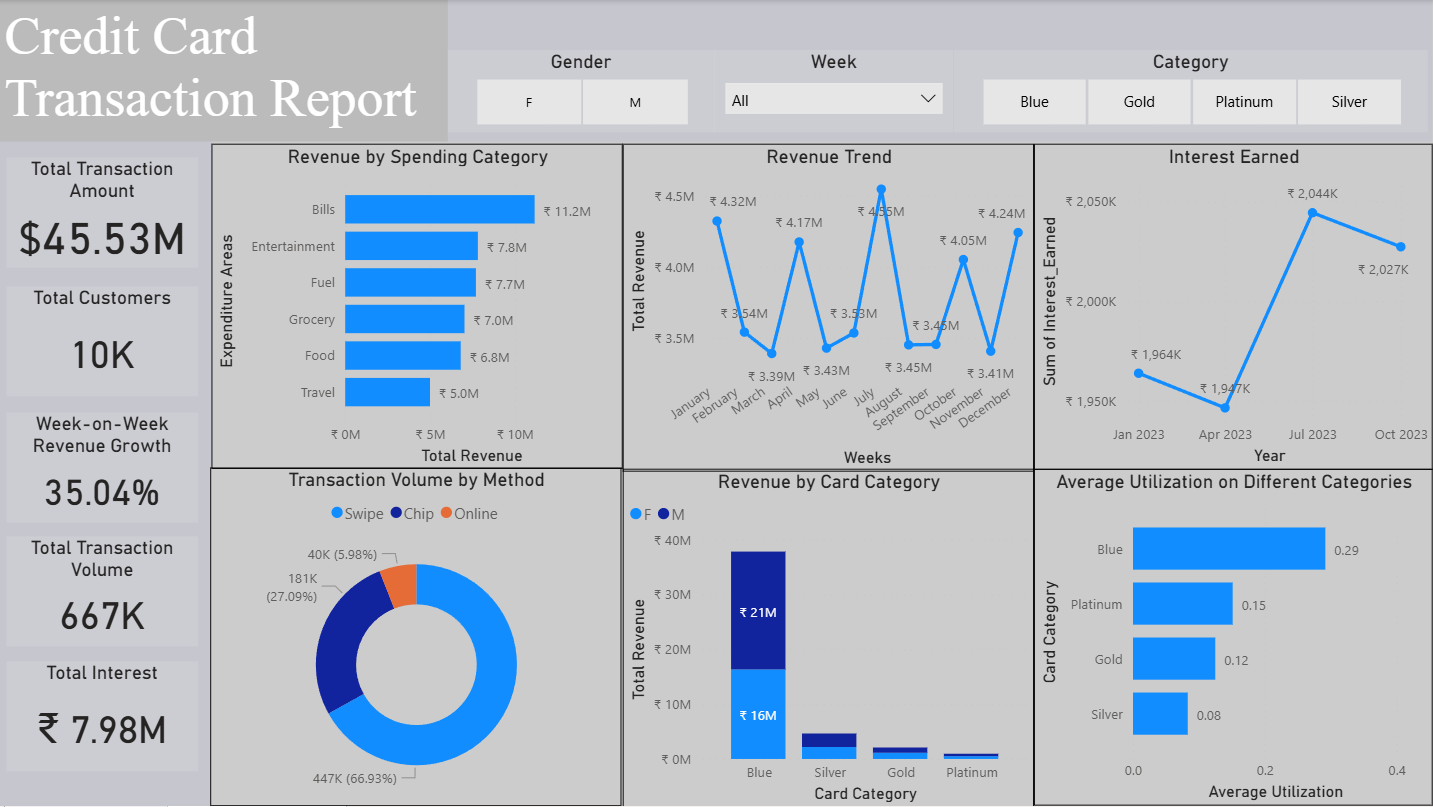 Credit Card
Transaction Report
Gender
F
M
Week
All
Category
Blue
Gold
Platinum
Silver
Total Transaction
Amount
$45.53M
Total Customers
10K
Week-on-Week
Revenue Growth
35.04%
Total Transaction
Volume
667K
Total Interest
₹ 7.98M
Revenue by Spending Category
Expenditure Areas
Bills
₹ 11.2M
Entertainment
₹ 7.8M
Fuel
₹ 7.7M
Grocery
₹ 7.0M
Food
₹ 6.8M
Travel
₹ 5.0M
₹ 0M
₹ 5M
₹ 10M
Total Revenue
Revenue Trend
Total Revenue
₹ 4.5M
₹ 4.0M
₹ 3.5M
₹ 4.32M
₹ 3.54M
₹ 3.39M
₹ 4.17M
₹ 3.43M
₹ 3.53M
₹ 4.55M
₹ 3.45M
₹ 3.45M
₹ 4.05M
₹ 3.41M
₹ 4.24M
January
February
March
April
May
June
July
August
September
October
November
December
Weeks
Interest Earned
Sum of Interest_Earned
₹ 2,050K
₹ 2,000K
₹ 1,950K
₹ 1,964K
₹ 1,947K
₹ 2,044K
₹ 2,027K
Jan 2023
Apr 2023
Jul 2023
Oct 2023
Year
Transaction Volume by Method
Swipe
Chip
Online
40K (5.98%)
181K
(27.09%)
447K (66.93%)
Revenue by Card Category
F
M
Total Revenue
₹ 40M
₹ 30M
₹ 20M
₹ 10M
₹ 0M
₹ 21M
₹ 16M
Blue
Silver
Gold
Platinum
Card Category
Average Utilization on Different Categories
Card Category
Blue
0.29
Platinum
0.15
Gold
0.12
Silver
0.08
0.0
0.2
0.4
Average Utilization